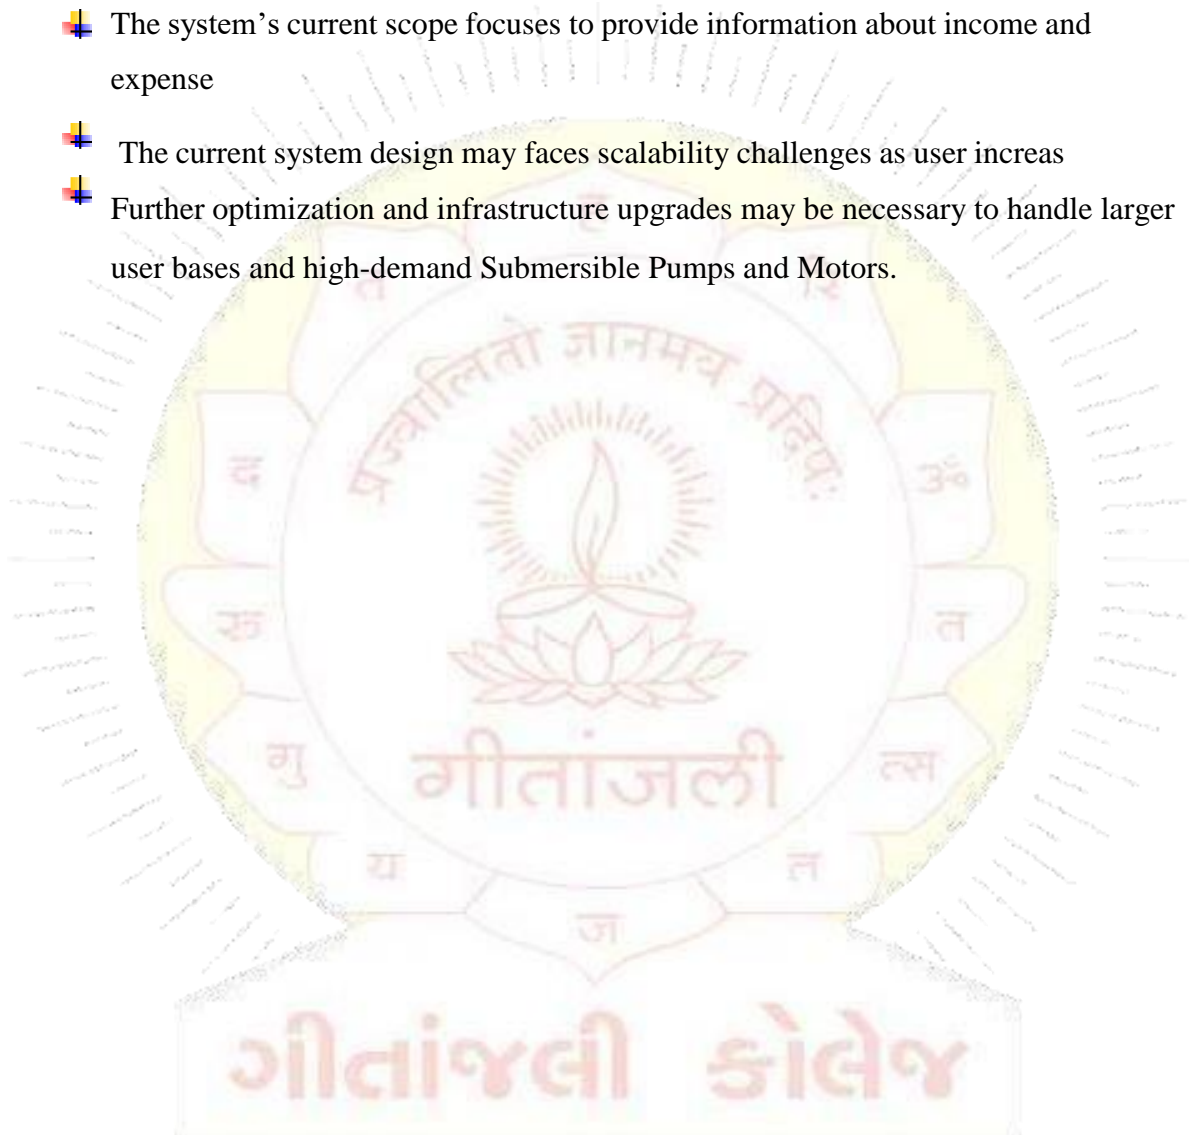 The system’s current scope focuses to provide information about income and
expense
The current system design may faces scalability challenges as user increas
Further optimization and infrastructure upgrades may be necessary to handle larger
user bases and high-demand Submersible Pumps and Motors.
ट
त
रि
प्रज्वालितो ज्ञानमय प्रदिपः
द
ॐ
रु
त
गीतांजली
गु
त्स
य
त
ज
ગીતાંજલી કોલેજ